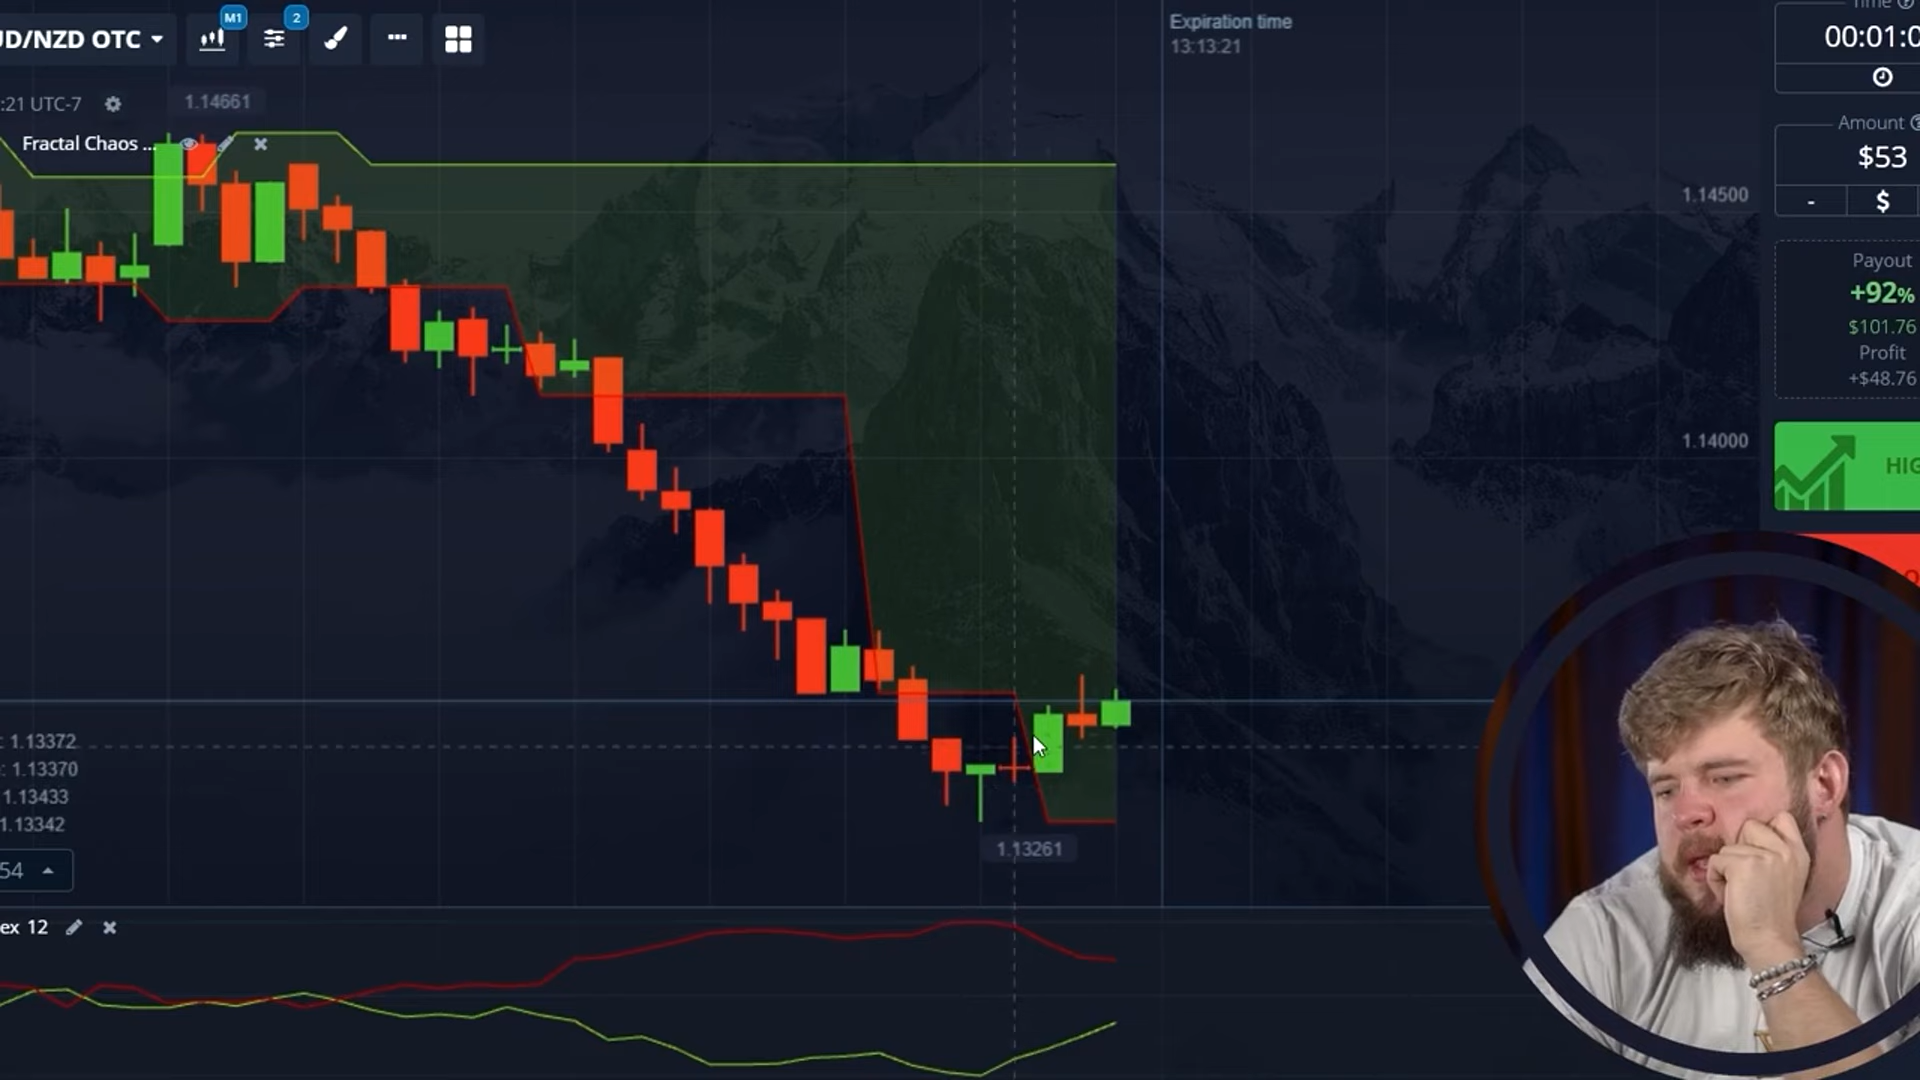 D/NZD OTC
M1
2
Expiration time
13:13:21
Time
00:01:0
:21 UTC-7
1.14661
Fractal Chaos ...
Amount
$53
- $
1.14500
Payout
+92%
$101.76
Profit
+$48.76
1.14000
HIG
: 1.13372
: 1.13370
1.13433
1.13342
1.13261
54
ex 12